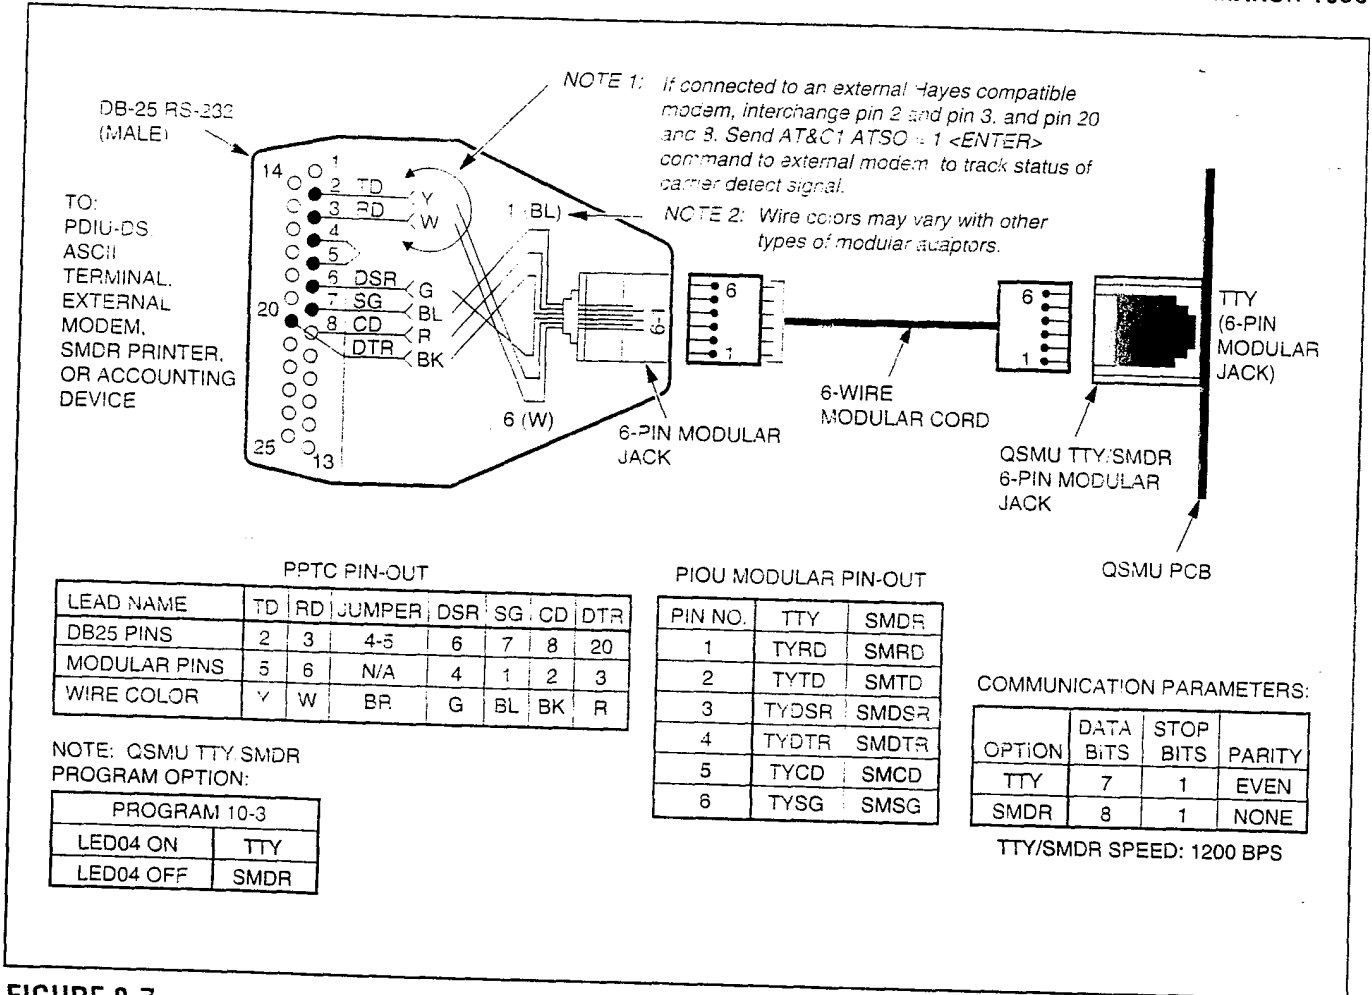 NOTE 1: If connected to an external Hayes compatible
modem, interchange pin 2 and pin 3, and pin 20
and 8. Send AT&C1 ATSO = 1 <ENTER>
command to external modem to track status of
carrier detect signal.
NOTE 2: Wire colors may vary with other
types of modular adaptors.
DB-25 RS-232
(MALE)
TO:
PDIU-DS
ASCII
TERMINAL,
EXTERNAL
MODEM,
SMDR PRINTER,
OR ACCOUNTING
DEVICE
14
1
2 TD Y
3 RD W
4
5
6 DSR G
7 SG BL
20
8 CD R
DTR BK
25
13
1 (BL)
6 (W)
6-1
6-PIN MODULAR
JACK
6
1
6-WIRE
MODULAR CORD
6
1
TTY
(6-PIN
MODULAR
JACK)
QSMU TTY/SMDR
6-PIN MODULAR
JACK
QSMU PCB
PPTC PIN-OUT
LEAD NAME TD RD JUMPER DSR SG CD DTR
DB25 PINS 2 3 4-5 6 7 8 20
MODULAR PINS 5 6 N/A 4 1 2 3
WIRE COLOR Y W BR G BL BK R
NOTE: QSMU TTY SMDR
PROGRAM OPTION:
PROGRAM 10-3
LED04 ON TTY
LED04 OFF SMDR
PIOU MODULAR PIN-OUT
PIN NO. TTY SMDR
1 TYRD SMRD
2 TYTD SMTD
3 TYDSR SMDSR
4 TYDTR SMDTR
5 TYCD SMCD
6 TYSG SMSG
COMMUNICATION PARAMETERS:
OPTION DATA BITS STOP BITS PARITY
TTY 7 1 EVEN
SMDR 8 1 NONE
TTY/SMDR SPEED: 1200 BPS